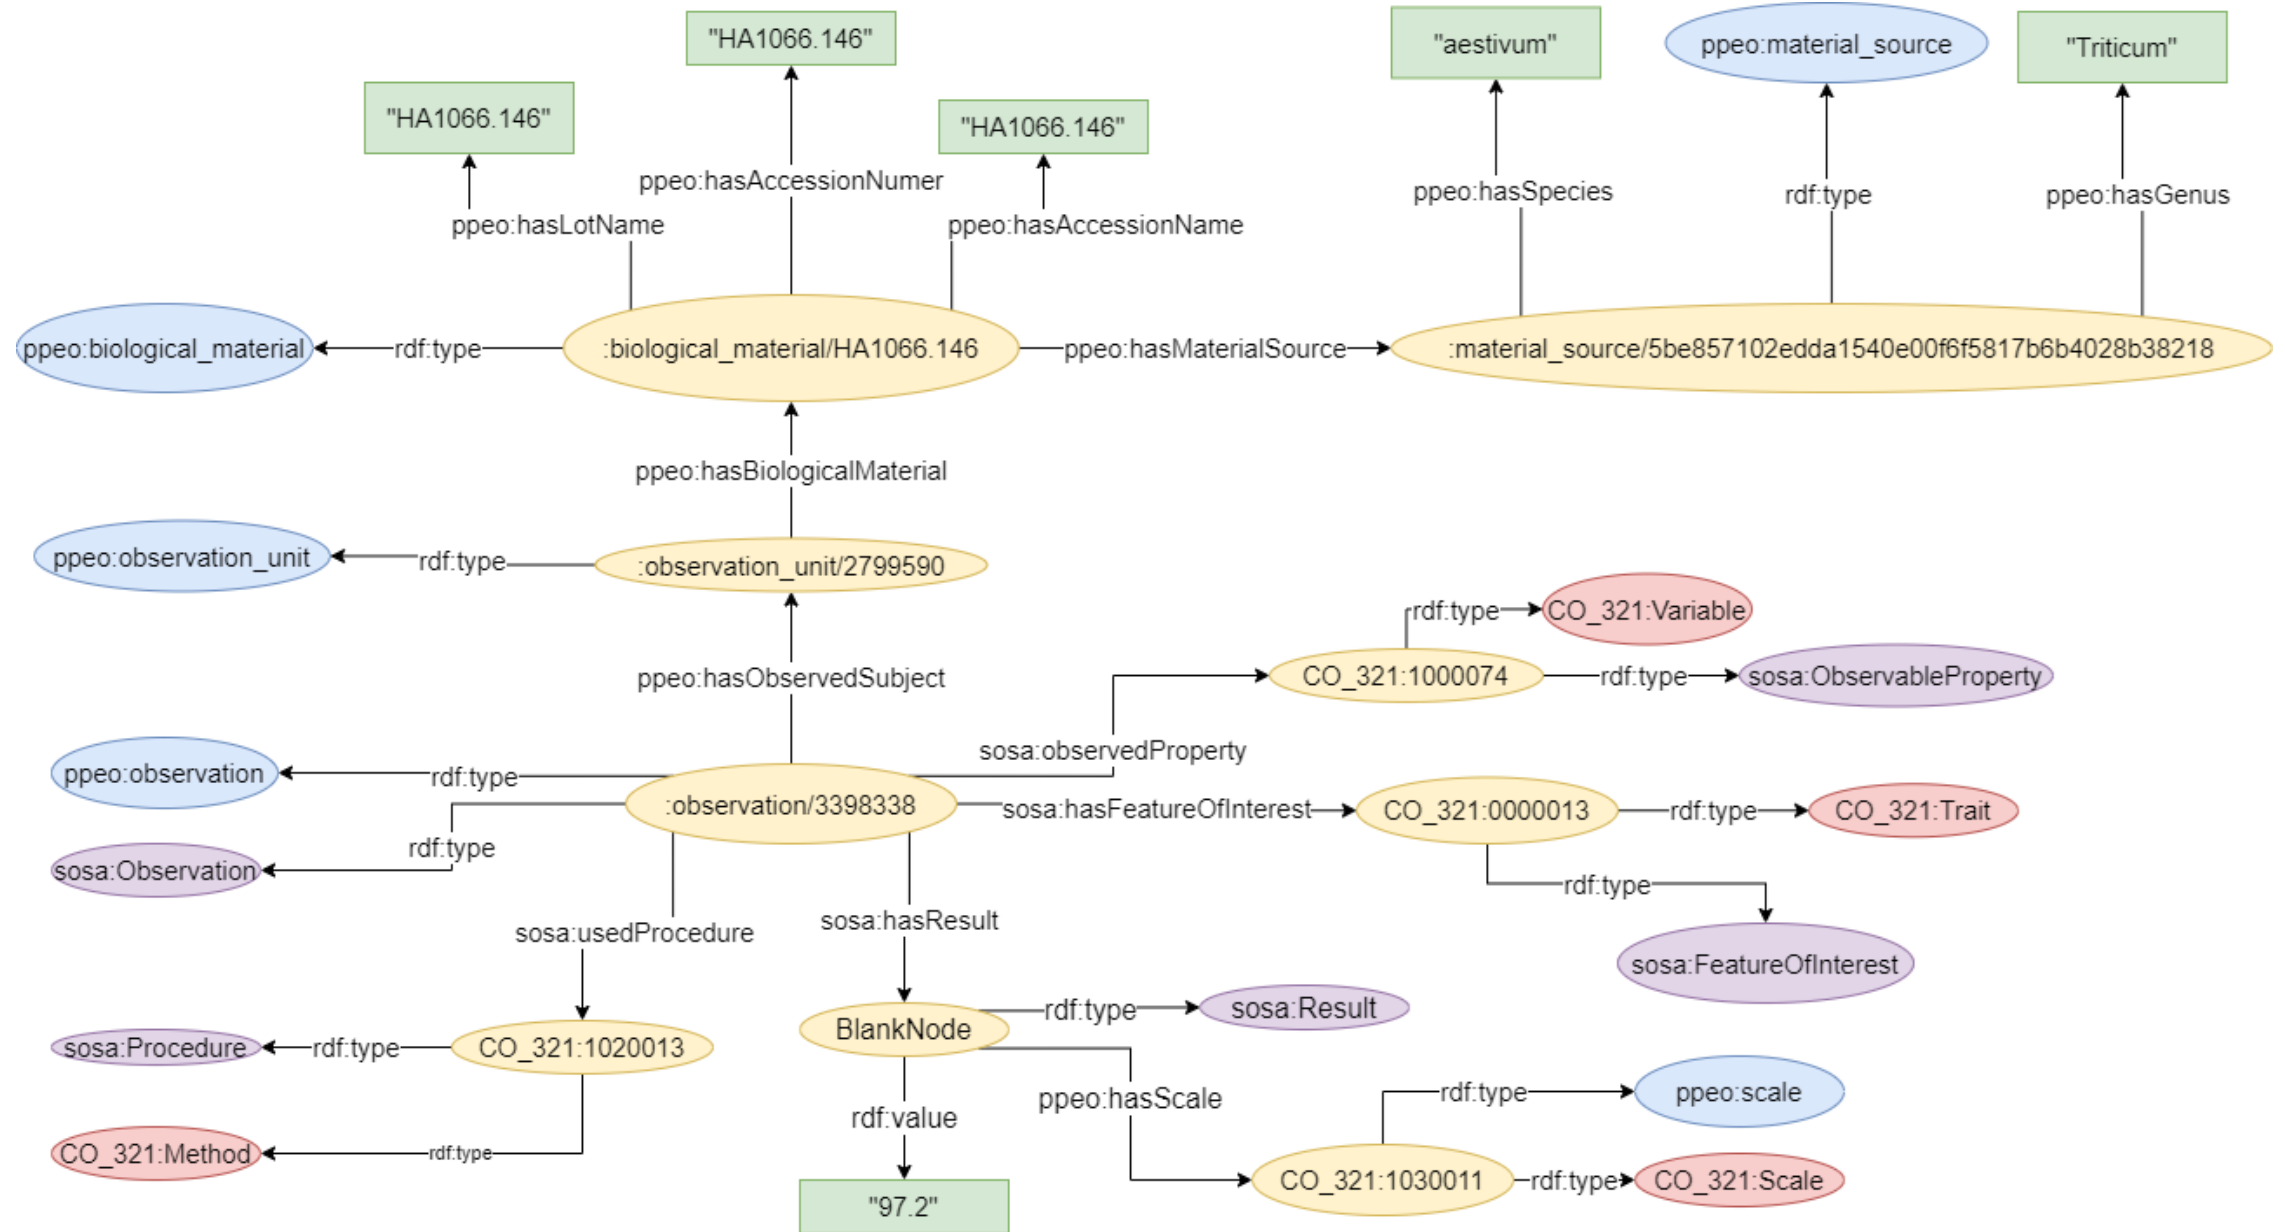 "HA1066.146"
"aestivum"
ppeo:material_source
"Triticum"
"HA1066.146"
"HA1066.146"
ppeo:hasAccessionNumer
ppeo:hasSpecies
rdf:type
ppeo:hasGenus
ppeo:hasLotName
ppeo:hasAccessionName
ppeo:biological_material
rdf:type
:biological_material/HA1066.146
ppeo:hasMaterialSource
:material_source/5be857102edda1540e00f6f5817b6b4028b38218
ppeo:hasBiologicalMaterial
ppeo:observation_unit
rdf:type
:observation_unit/2799590
rdf:type
CO_321:Variable
ppeo:hasObservedSubject
CO_321:1000074
rdf:type
sosa:ObservableProperty
sosa:observedProperty
ppeo:observation
rdf:type
:observation/3398338
sosa:hasFeatureOfInterest
CO_321:0000013
rdf:type
CO_321:Trait
rdf:type
sosa:Observation
rdf:type
sosa:usedProcedure
sosa:hasResult
sosa:FeatureOfInterest
BlankNode
rdf:type
sosa:Result
sosa:Procedure
rdf:type
CO_321:1020013
ppeo:hasScale
rdf:type
ppeo:scale
rdf:value
CO_321:Method
rdf:type
CO_321:1030011
rdf:type
CO_321:Scale
"97.2"